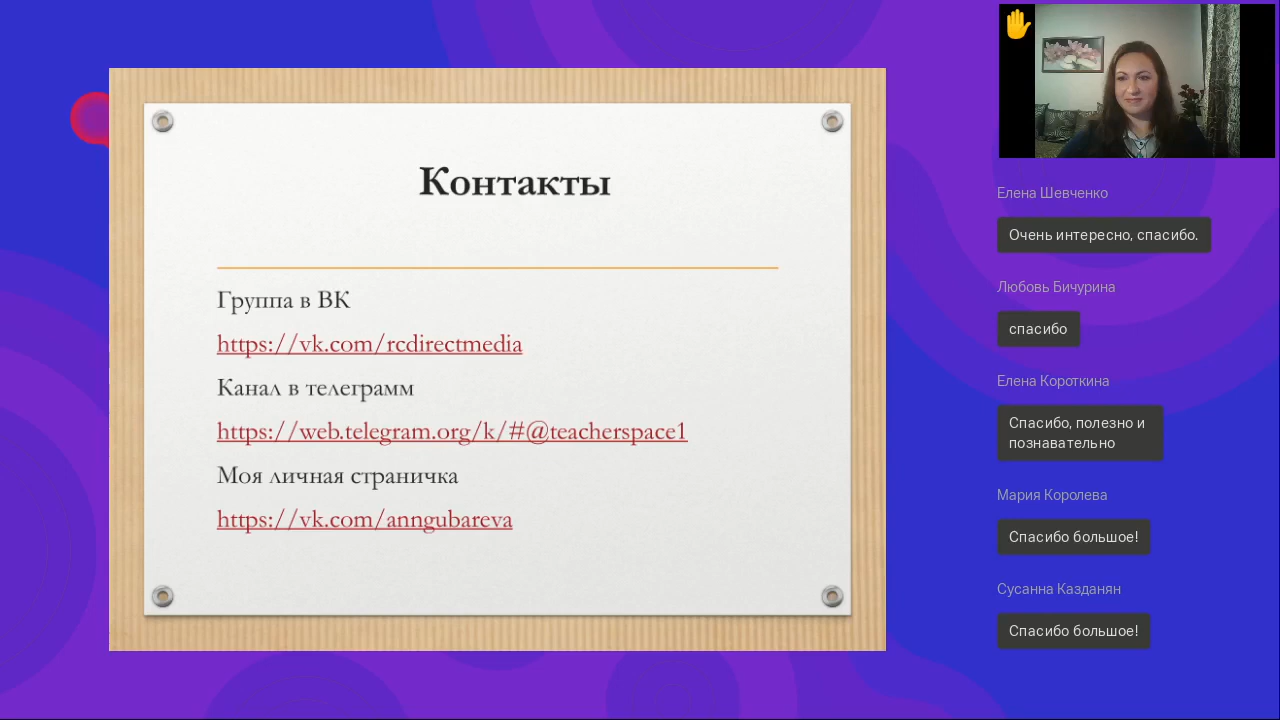 Контакты
Группа в ВК
https://vk.com/rcdirectmedia
Канал в телеграмм
https://web.telegram.org/k/#@teacherspace1
Моя личная страничка
https://vk.com/anngubareva
Елена Шевченко
Очень интересно, спасибо.
Любовь Бичурина
спасибо
Елена Короткина
Спасибо, полезно и
познавательно
Мария Королева
Спасибо большое!
Сусанна Казданян
Спасибо большое!